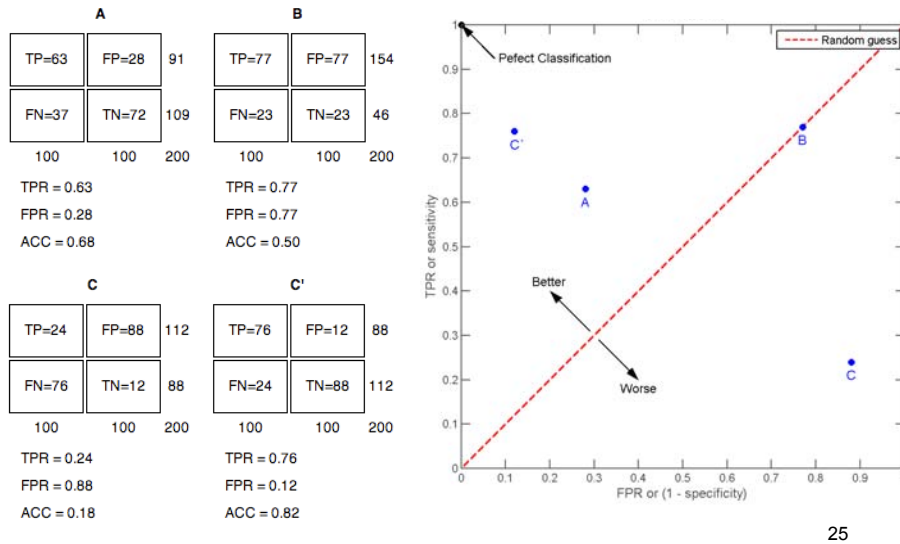 A
TP=63 FP=28 91
FN=37 TN=72 109
100 100 200
TPR = 0.63
FPR = 0.28
ACC = 0.68
B
TP=77 FP=77 154
FN=23 TN=23 46
100 100 200
TPR = 0.77
FPR = 0.77
ACC = 0.50
C
TP=24 FP=88 112
FN=76 TN=12 88
100 100 200
TPR = 0.24
FPR = 0.88
ACC = 0.18
C'
TP=76 FP=12 88
FN=24 TN=88 112
100 100 200
TPR = 0.76
FPR = 0.12
ACC = 0.82
1
0.9
0.8
0.7
0.6
0.5
0.4
0.3
0.2
0.1
0
TPR or sensitivity
Random guess
Pefect Classification
C'
B
A
Better
Worse
C
0 0.1 0.2 0.3 0.4 0.5 0.6 0.7 0.8 0.9
FPR or (1 - specificity)
25